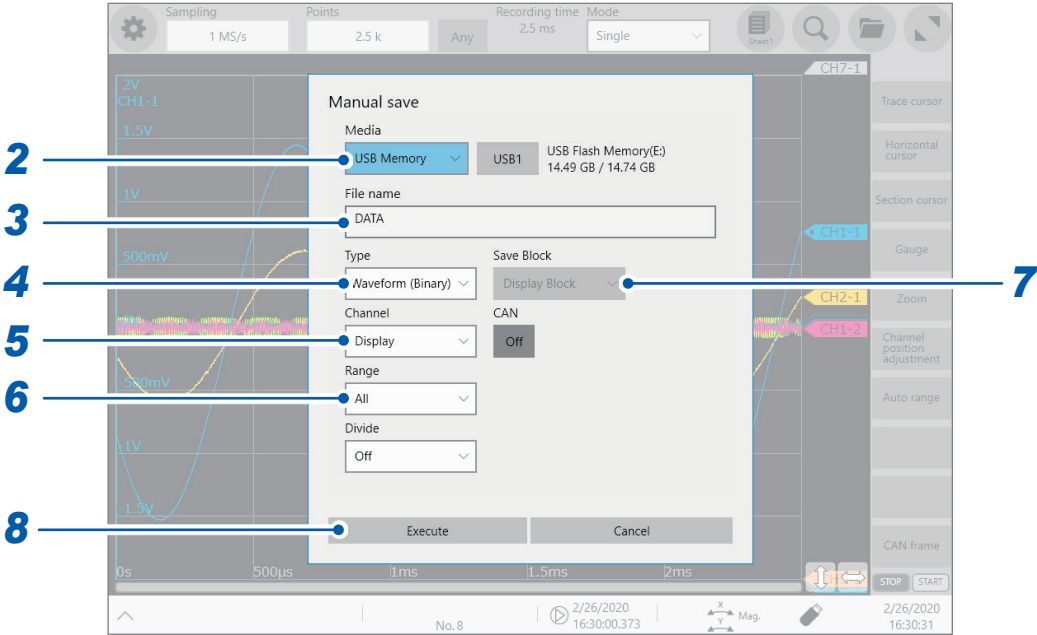 Sampling
1 MS/s
Points
2.5 k
Any
Recording time
2.5 ms
Mode
Single
Sheet1
CH7-1
2V
CH1-1
1.5V
1V
500mV
-500mV
-1V
-1.5V
0s
500μs
1ms
1.5ms
2ms
Manual save
Media
2
USB Memory
USB1
USB Flash Memory(E:)
14.49 GB / 14.74 GB
File name
3
DATA
Type
Save Block
4
Waveform (Binary)
Display Block
7
Channel
CAN
5
Display
Off
Range
6
All
Divide
Off
8
Execute
Cancel
CH1-1
CH2-1
CH1-2
Trace cursor
Horizontal
cursor
Section cursor
Gauge
Zoom
Channel
position
adjustment
Auto range
CAN frame
STOP
START
No. 8
2/26/2020
16:30:00.373
X
Y
Mag.
2/26/2020
16:30:31